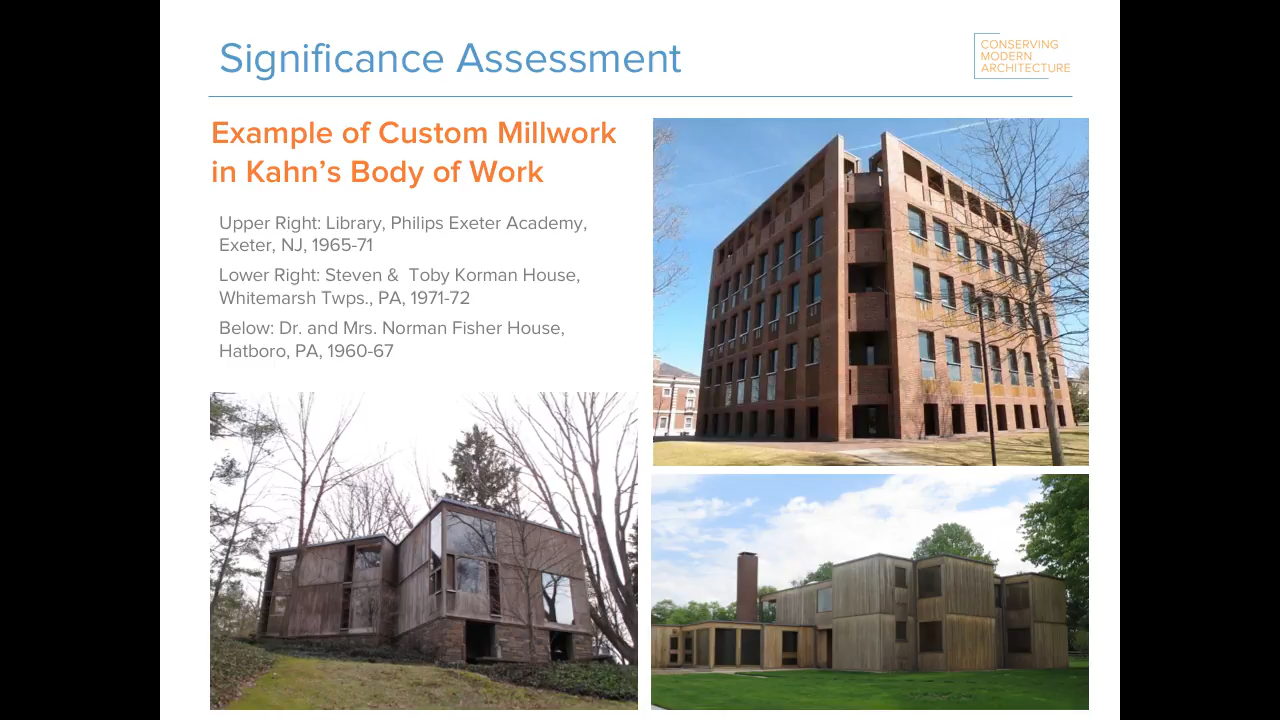 Significance Assessment
CONSERVING
MODERN
ARCHITECTURE
Example of Custom Millwork
in Kahn’s Body of Work
Upper Right: Library, Philips Exeter Academy,
Exeter, NJ, 1965-71
Lower Right: Steven &  Toby Korman House,
Whitemarsh Twps., PA, 1971-72
Below: Dr. and Mrs. Norman Fisher House,
Hatboro, PA, 1960-67